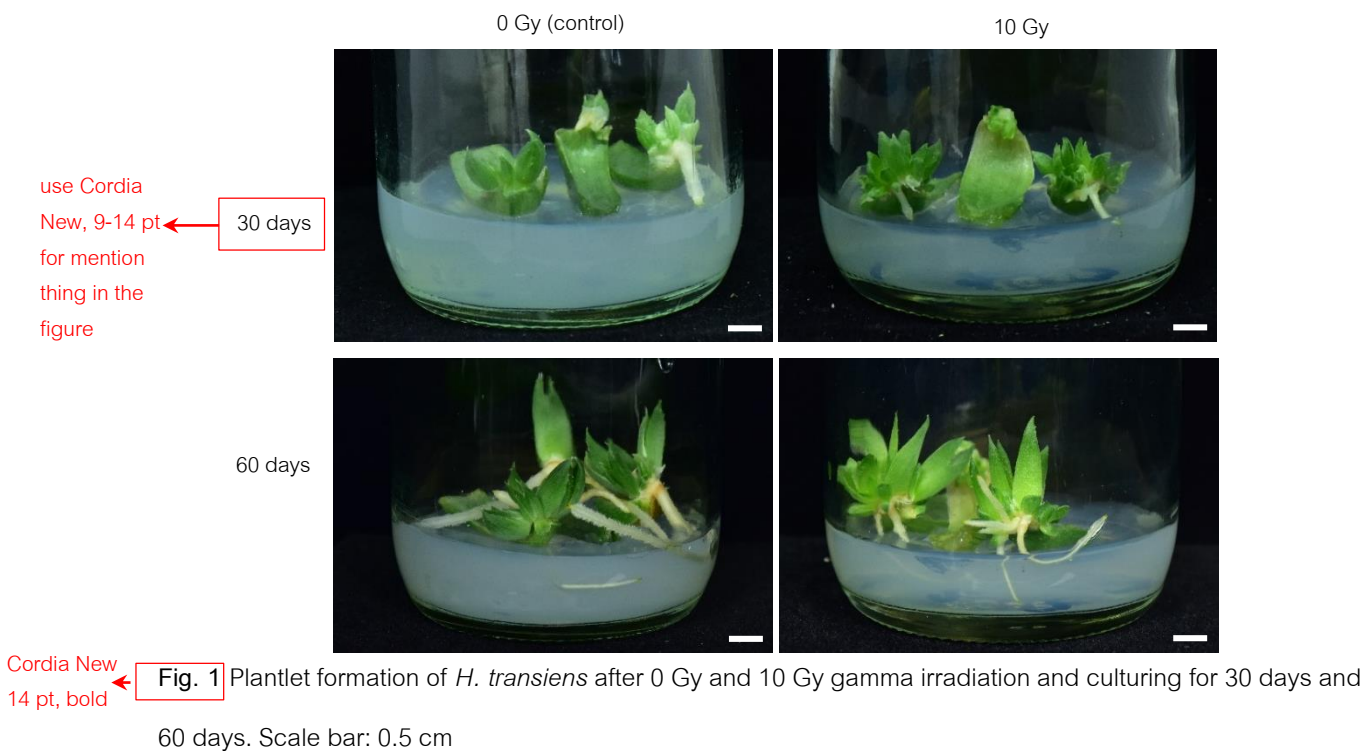 0 Gy (control)
10 Gy
use Cordia
New, 9-14 pt
for mention
thing in the
figure
30 days
60 days
Cordia New
14 pt, bold
Fig. 1 Plantlet formation of H. transiens after 0 Gy and 10 Gy gamma irradiation and culturing for 30 days and
60 days. Scale bar: 0.5 cm